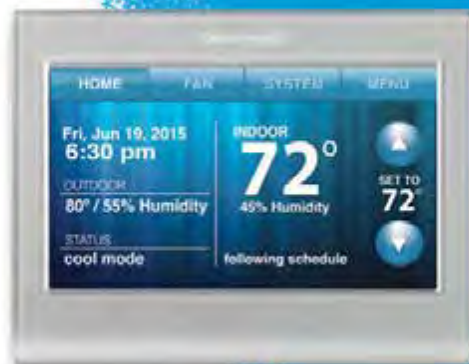 HOME FAN SYSTEM MENU
Fri, Jun 19, 2015
6:30 pm
OUTDOOR
80° / 55% Humidity
STATUS
cool mode
INDOOR
72°
45% Humidity
following schedule
SET TO
72°